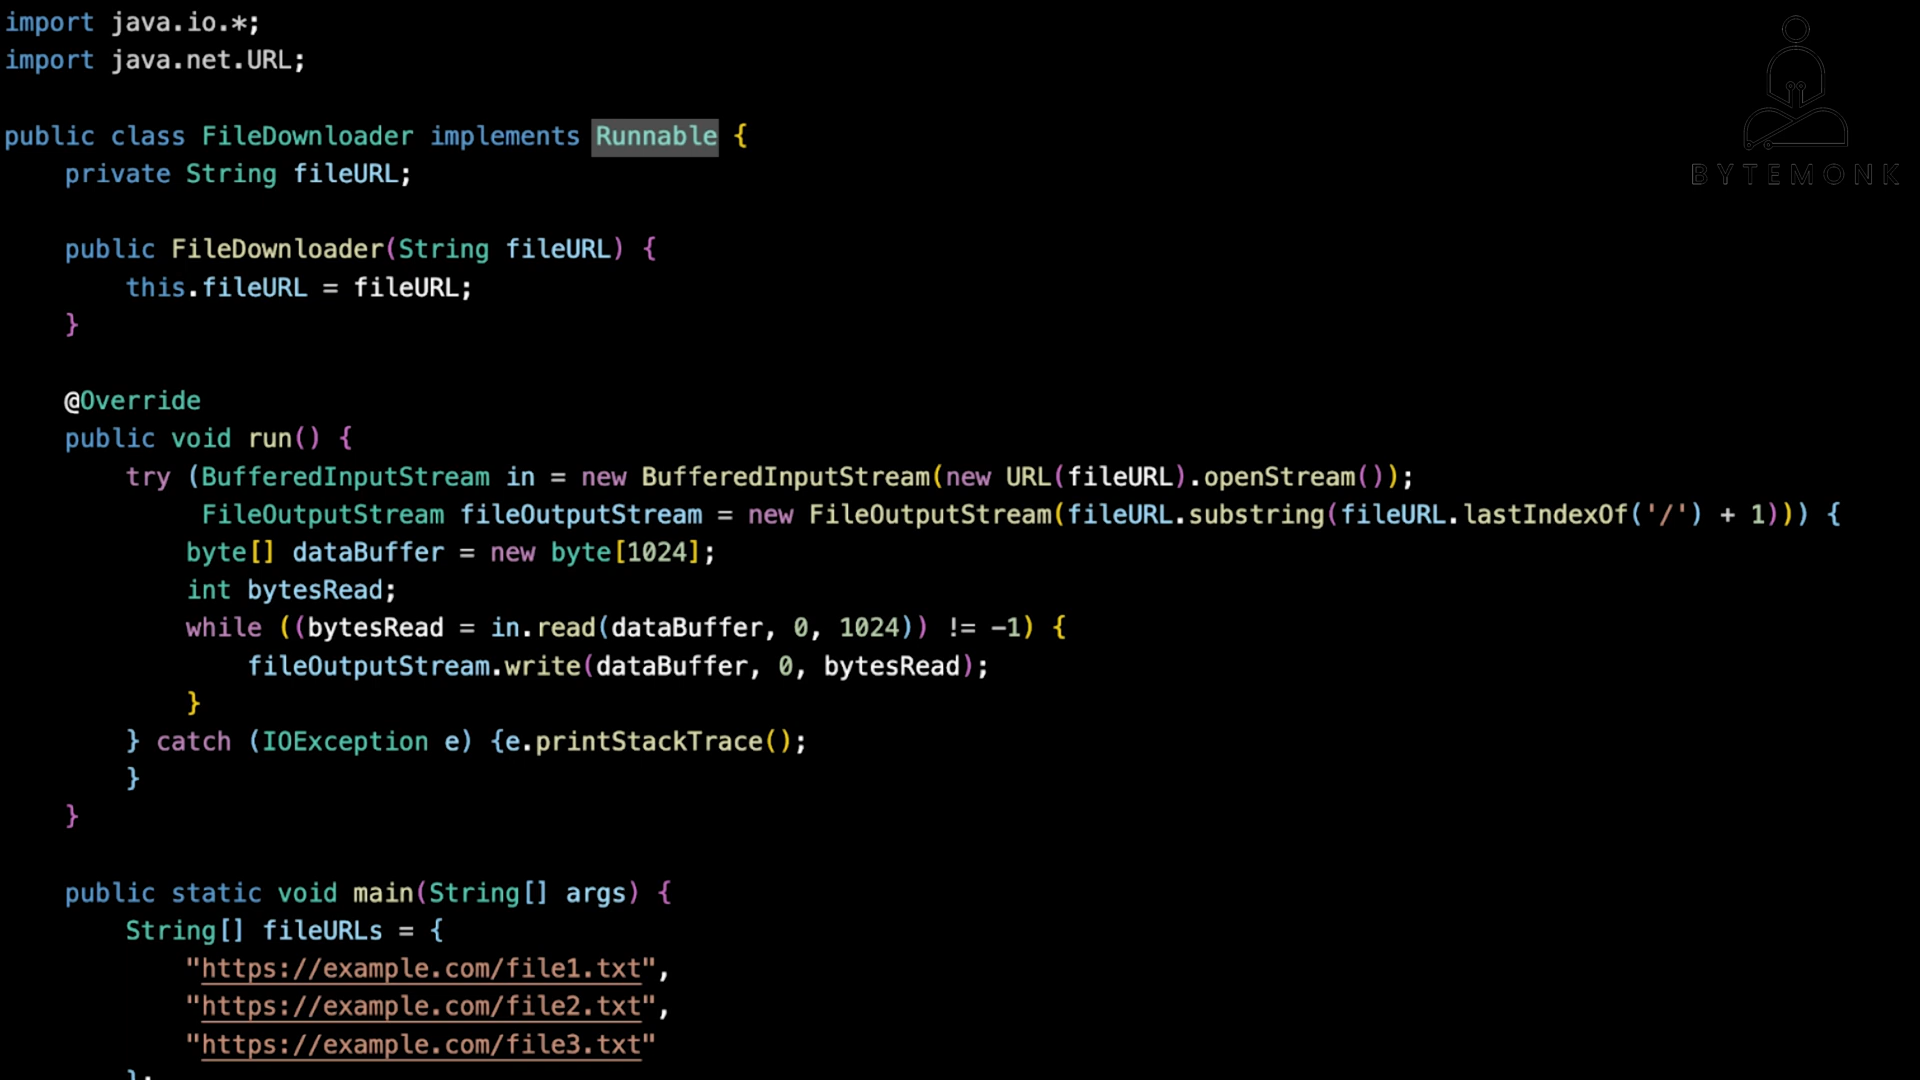 import java.io.*;
import java.net.URL;
BYTEMONK
public class FileDownloader implements Runnable {
    private String fileURL;
    public FileDownloader(String fileURL) {
        this.fileURL = fileURL;
    }
    @Override
    public void run() {
        try (BufferedInputStream in = new BufferedInputStream(new URL(fileURL).openStream());
             FileOutputStream fileOutputStream = new FileOutputStream(fileURL.substring(fileURL.lastIndexOf('/') + 1))) {
            byte[] dataBuffer = new byte[1024];
            int bytesRead;
            while ((bytesRead = in.read(dataBuffer, 0, 1024)) != -1) {
                fileOutputStream.write(dataBuffer, 0, bytesRead);
            }
        } catch (IOException e) {e.printStackTrace();
        }
    }
    public static void main(String[] args) {
        String[] fileURLs = {
            "https://example.com/file1.txt",
            "https://example.com/file2.txt",
            "https://example.com/file3.txt"
        };